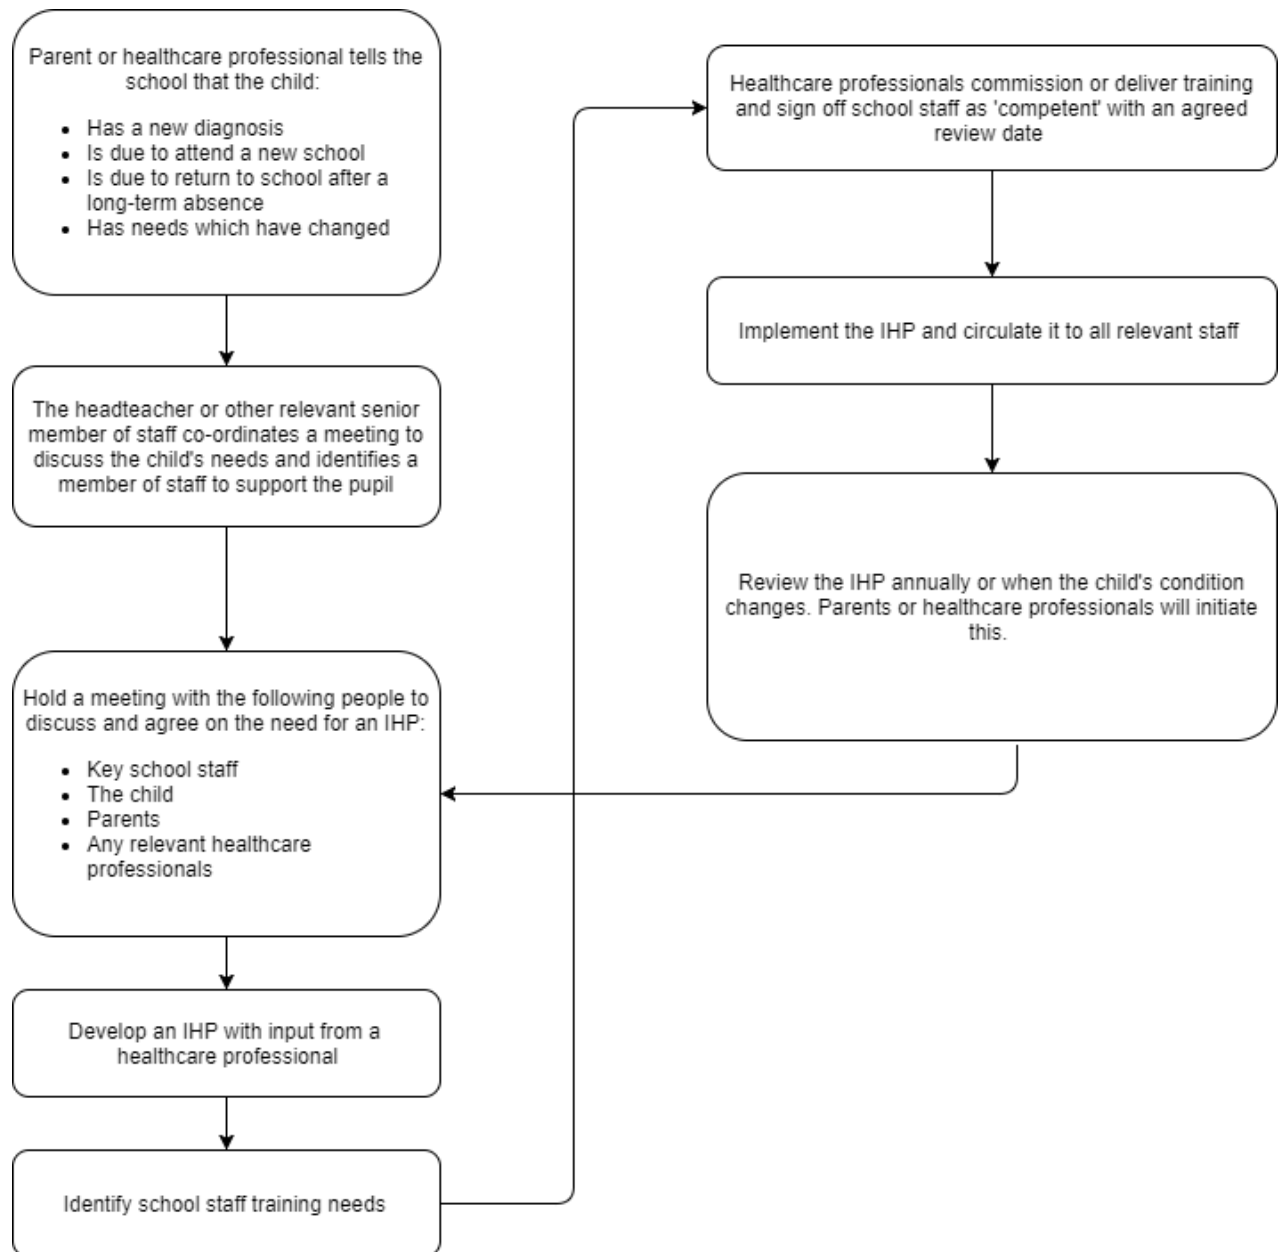 Parent or healthcare professional tells the
school that the child:
• Has a new diagnosis
• Is due to attend a new school
• Is due to return to school after a
long-term absence
• Has needs which have changed
The headteacher or other relevant senior
member of staff co-ordinates a meeting to
discuss the child's needs and identifies a
member of staff to support the pupil
Hold a meeting with the following people to
discuss and agree on the need for an IHP:
• Key school staff
• The child
• Parents
• Any relevant healthcare
professionals
Develop an IHP with input from a
healthcare professional
Identify school staff training needs
Healthcare professionals commission or deliver training
and sign off school staff as 'competent' with an agreed
review date
Implement the IHP and circulate it to all relevant staff
Review the IHP annually or when the child's condition
changes. Parents or healthcare professionals will initiate
this.